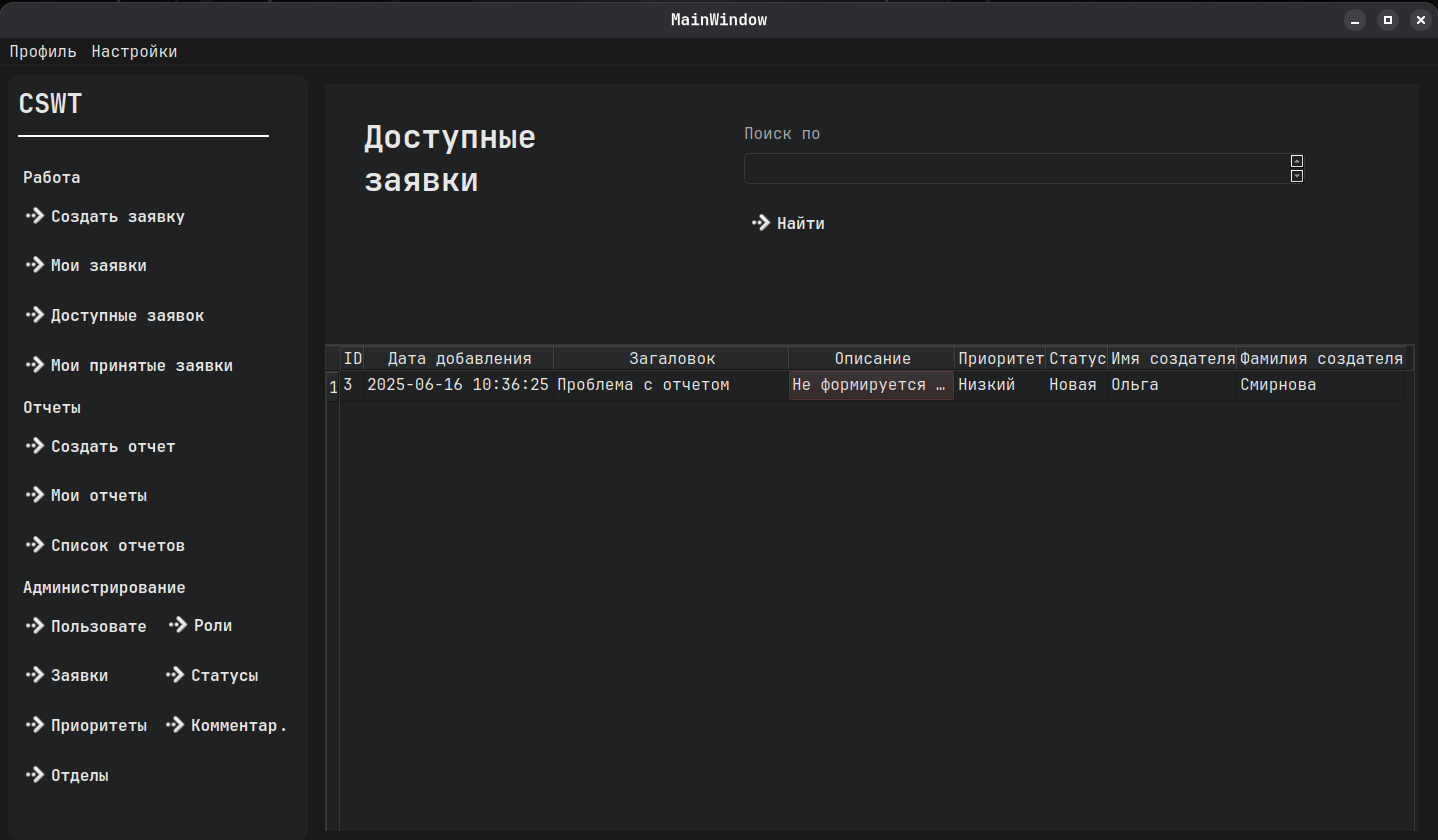 MainWindow
Профиль Настройки
CSWT
Работа
Создать заявку
Мои заявки
Доступные заявок
Мои принятые заявки
Отчеты
Создать отчет
Мои отчеты
Список отчетов
Администрирование
Пользовате Роли
Заявки Статусы
Приоритеты Комментар.
Отделы
Доступные
заявки
Поиск по
Найти
ID Дата добавления Загаловок Описание Приоритет Статус Имя создателя Фамилия создателя
1 3 2025-06-16 10:36:25 Проблема с отчетом Не формируется … Низкий Новая Ольга Смирнова